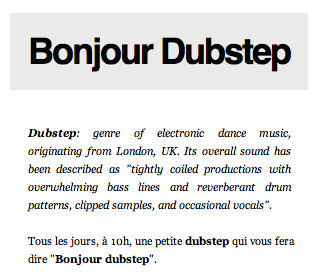 Bonjour Dubstep
Dubstep: genre of electronic dance music,
originating from London, UK. Its overall sound has
been described as "tightly coiled productions with
overwhelming bass lines and reverberant drum
patterns, clipped samples, and occasional vocals".
Tous les jours, à 10h, une petite dubstep qui vous fera
dire "Bonjour dubstep".